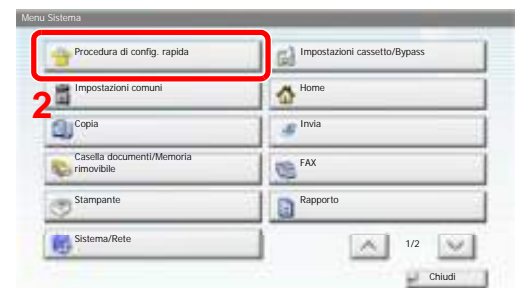 Menu Sistema
Procedura di config. rapida
Impostazioni cassetto/Bypass
2
Impostazioni comuni
Home
Copia
Invia
Casella documenti/Memoria
rimovibile
FAX
Stampante
Rapporto
Sistema/Rete
1/2
Chiudi